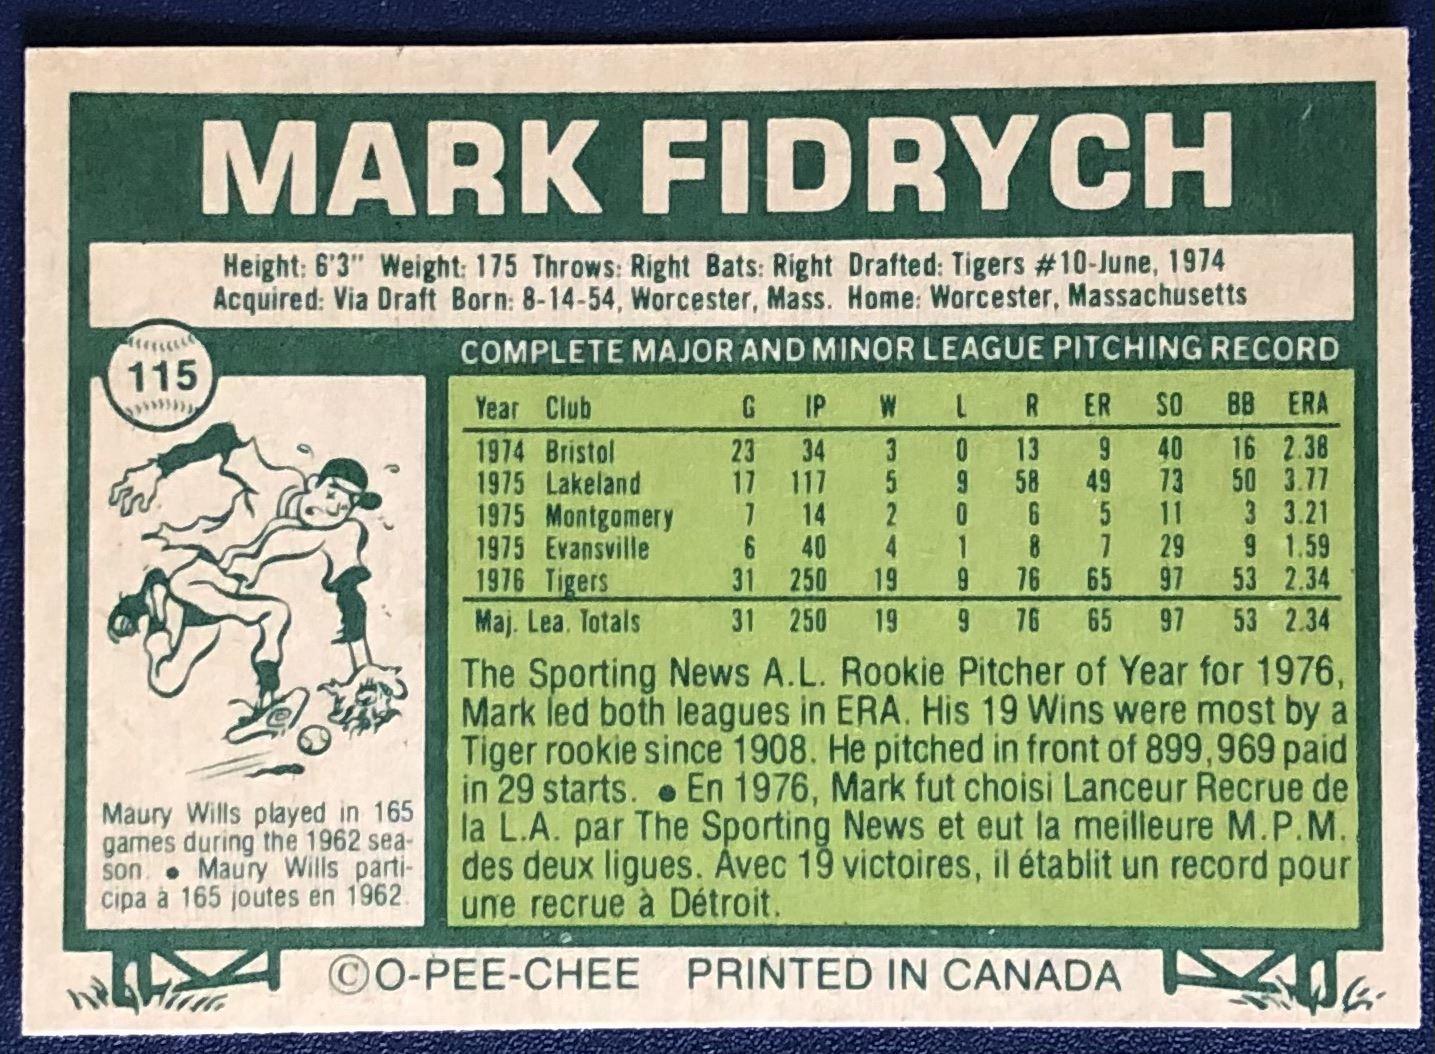 MARK FIDRYCH
Height: 6'3" Weight: 175 Throws: Right Bats: Right Drafted: Tigers #10-June, 1974
Acquired: Via Draft Born: 8-14-54, Worcester, Mass. Home: Worcester, Massachusetts
115
COMPLETE MAJOR AND MINOR LEAGUE PITCHING RECORD
Year Club G IP W L R ER SO BB ERA
1974 Bristol 23 34 3 0 13 9 40 16 2.38
1975 Lakeland 17 117 5 9 58 49 73 50 3.77
1975 Montgomery 7 14 2 0 6 5 11 3 3.21
1975 Evansville 6 40 4 1 8 7 29 9 1.59
1976 Tigers 31 250 19 9 76 65 97 53 2.34
Maj. Lea. Totals 31 250 19 9 76 65 97 53 2.34
The Sporting News A.L. Rookie Pitcher of Year for 1976,
Mark led both leagues in ERA. His 19 Wins were most by a
Tiger rookie since 1908. He pitched in front of 899,969 paid
in 29 starts. • En 1976, Mark fut choisi Lanceur Recrue de
la L.A. par The Sporting News et eut la meilleure M.P.M.
des deux ligues. Avec 19 victoires, il établit un record pour
une recrue à Détroit.
Maury Wills played in 165
games during the 1962 sea-
son. • Maury Wills parti-
cipa à 165 joutes en 1962.
©O-PEE-CHEE PRINTED IN CANADA